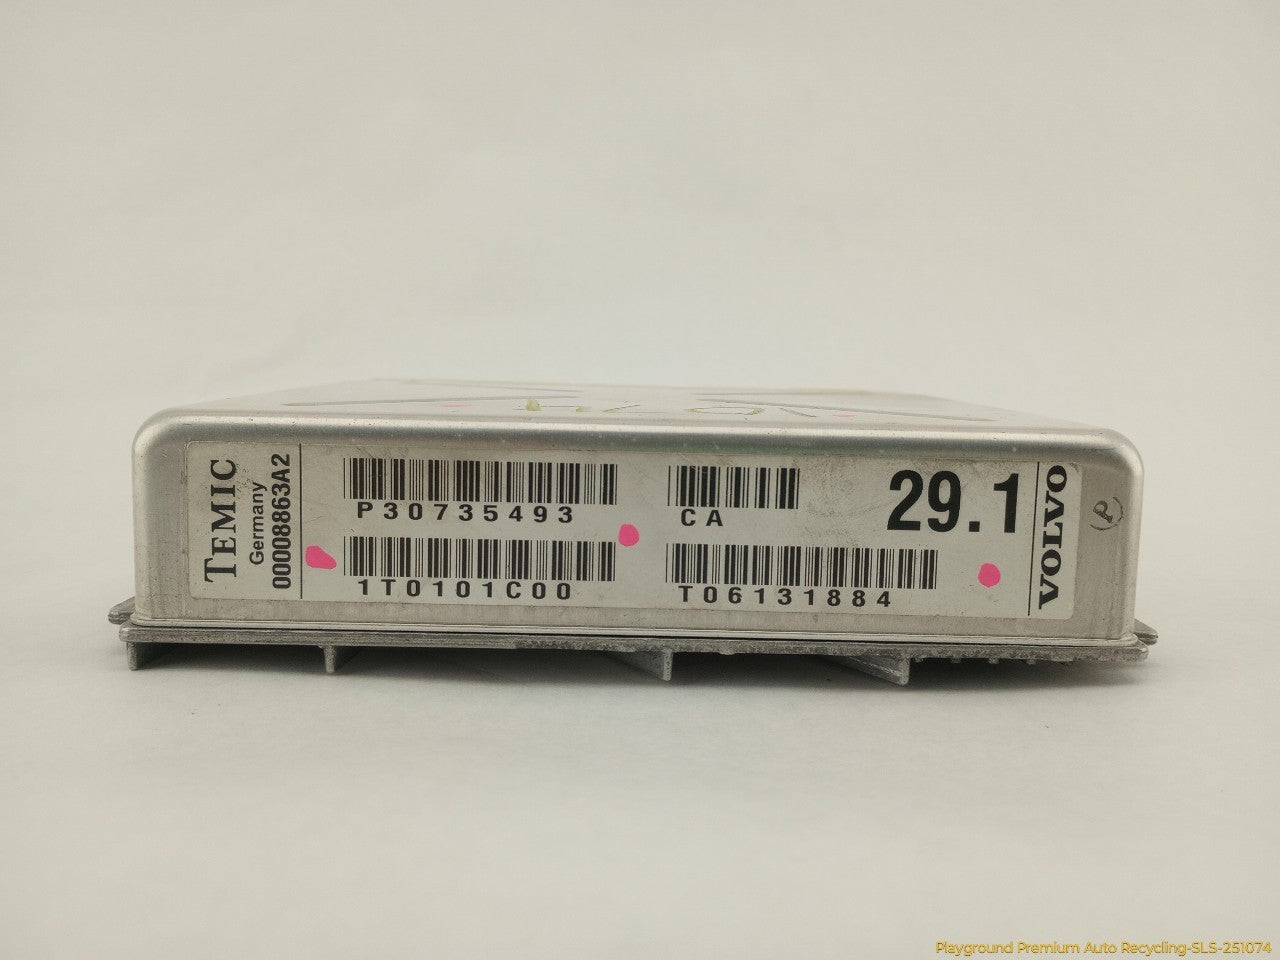 TEMIC
Germany
00008863A2
P30735493
CA
29.1
1T0101C00
T06131884
VOLVO
(P)
Playground Premium Auto Recycling-SLS-251074